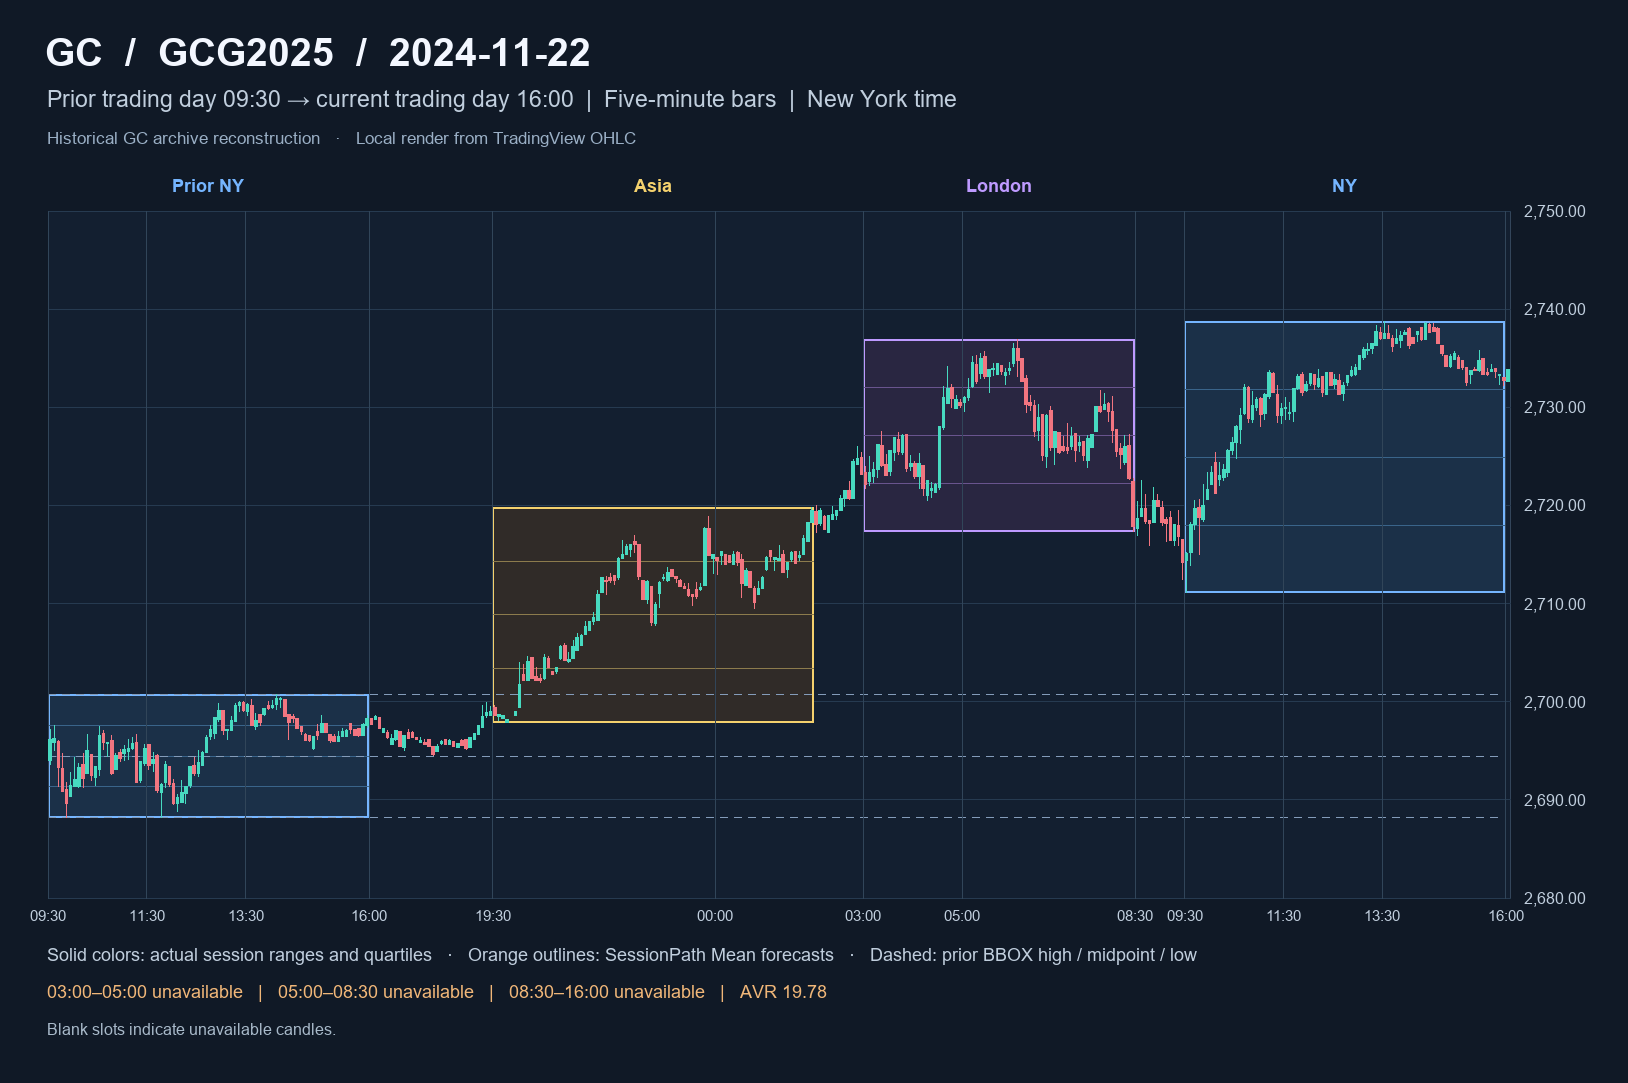 GC / GCG2025 / 2024-11-22
Prior trading day 09:30 → current trading day 16:00 | Five-minute bars | New York time
Historical GC archive reconstruction · Local render from TradingView OHLC
Prior NY Asia London NY
2,750.00
2,740.00
2,730.00
2,720.00
2,710.00
2,700.00
2,690.00
2,680.00
09:30 11:30 13:30 16:00 19:30 00:00 03:00 05:00 08:30 09:30 11:30 13:30 16:00
Solid colors: actual session ranges and quartiles · Orange outlines: SessionPath Mean forecasts · Dashed: prior BBOX high / midpoint / low
03:00–05:00 unavailable | 05:00–08:30 unavailable | 08:30–16:00 unavailable | AVR 19.78
Blank slots indicate unavailable candles.